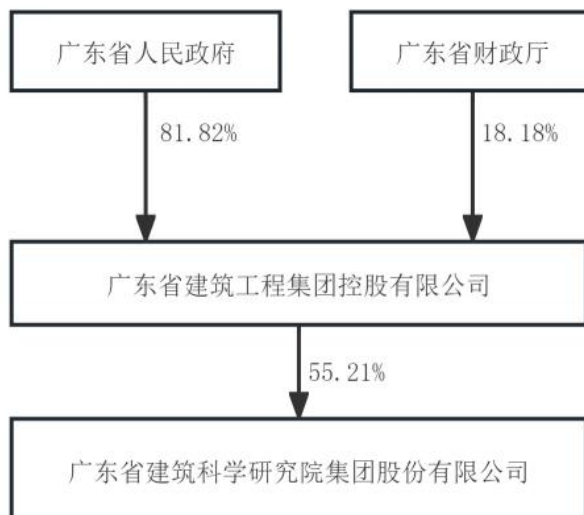 广东省人民政府
广东省财政厅
81.82%
18.18%
广东省建筑工程集团控股有限公司
55.21%
广东省建筑科学研究院集团股份有限公司